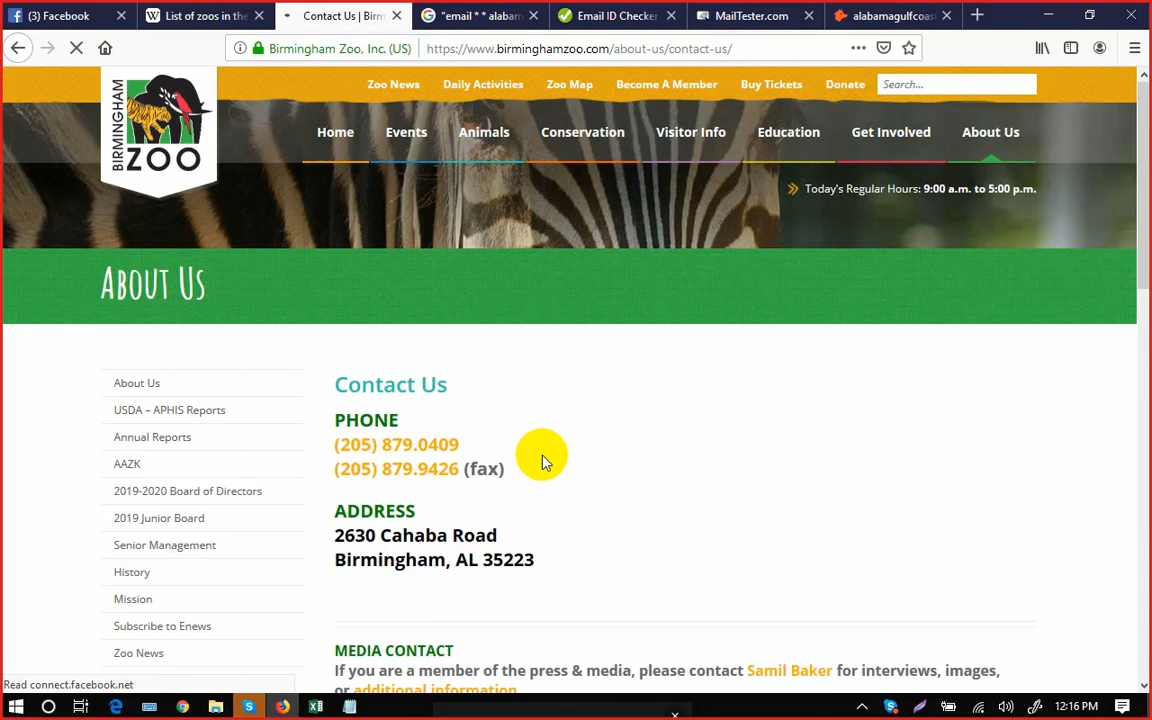 (3) Facebook
List of zoos in the
Contact Us | Birm
"email * * alabam
Email ID Checker
MailTester.com
alabamagulfcoas
Birmingham Zoo, Inc. (US)
https://www.birminghamzoo.com/about-us/contact-us/
Zoo News
Daily Activities
Zoo Map
Become A Member
Buy Tickets
Donate
Search...
BIRMINGHAM
ZOO
Home
Events
Animals
Conservation
Visitor Info
Education
Get Involved
About Us
Today's Regular Hours: 9:00 a.m. to 5:00 p.m.
About Us
About Us
USDA – APHIS Reports
Annual Reports
AAZK
2019-2020 Board of Directors
2019 Junior Board
Senior Management
History
Mission
Subscribe to Enews
Zoo News
Contact Us
PHONE
(205) 879.0409
(205) 879.9426 (fax)
ADDRESS
2630 Cahaba Road
Birmingham, AL 35223
MEDIA CONTACT
If you are a member of the press & media, please contact Samil Baker for interviews, images,
or additional information
Read connect.facebook.net
12:16 PM